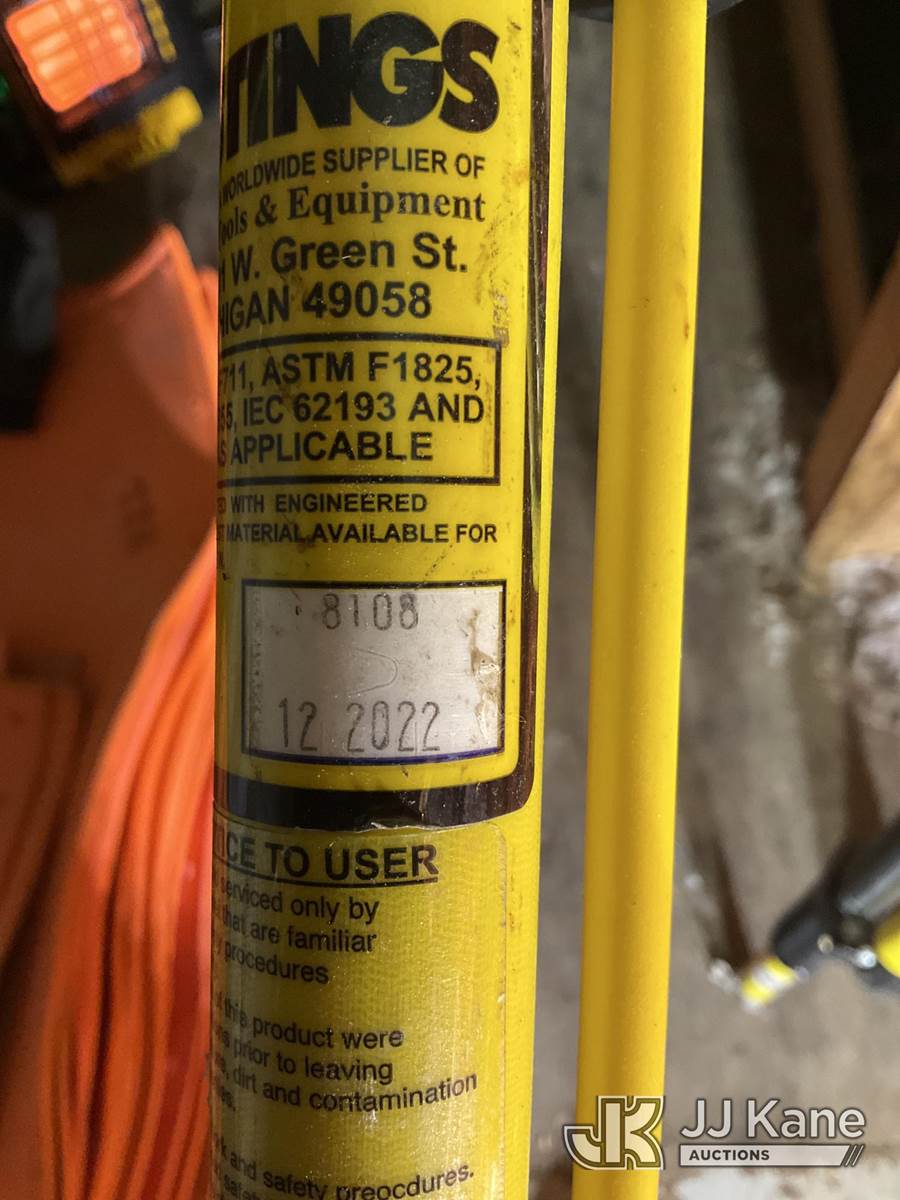 TINGS
WORLDWIDE SUPPLIER OF
ools & Equipment
W. Green St.
HIGAN 49058
711, ASTM F1825,
55, IEC 62193 AND
S APPLICABLE
WITH ENGINEERED
MATERIAL AVAILABLE FOR
8108
12 2022
ICE TO USER
serviced only by
that are familiar
procedures
of this product were
prior to leaving
dirt and contamination
and safety preocdures.
JK JJ Kane
AUCTIONS